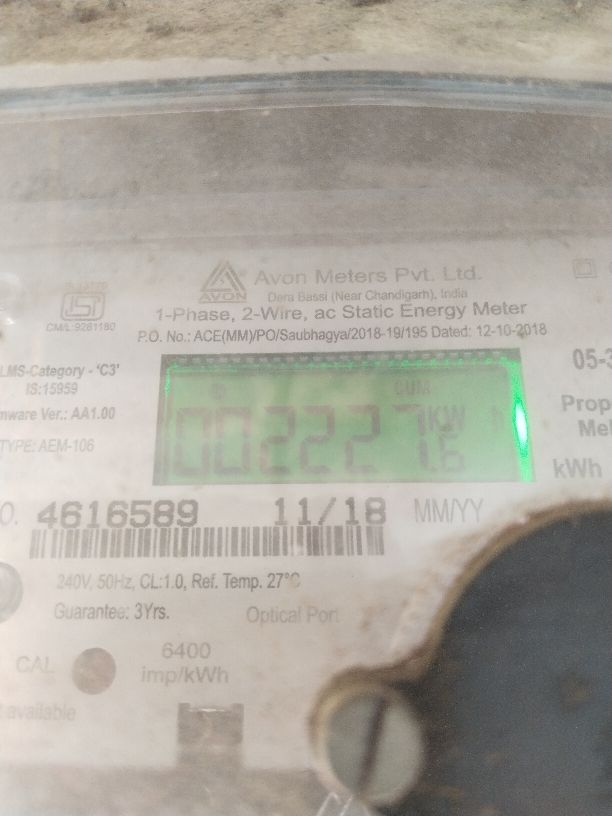 Avon Meters Pvt. Ltd.
AVON
Dera Bassi (Near Chandigarh), India
1-Phase, 2-Wire, ac Static Energy Meter
P.O. No.: ACE(MM)/PO/Saubhagya/2018-19/195 Dated: 12-10-2018
CM/L:9281180
LMS-Category - 'C3'
IS:15959
mware Ver.: AA1.00
TYPE: AEM-106
CUM
002227.6 KW h
05-3
Prope
Me
kWh
O. 4616589 11/18 MM/YY
240V, 50Hz, CL:1.0, Ref. Temp. 27°C
Guarantee: 3Yrs. Optical Port
CAL 6400
imp/kWh
available